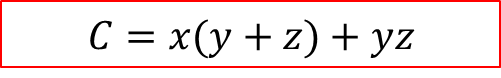 C = x(y + z) + yz